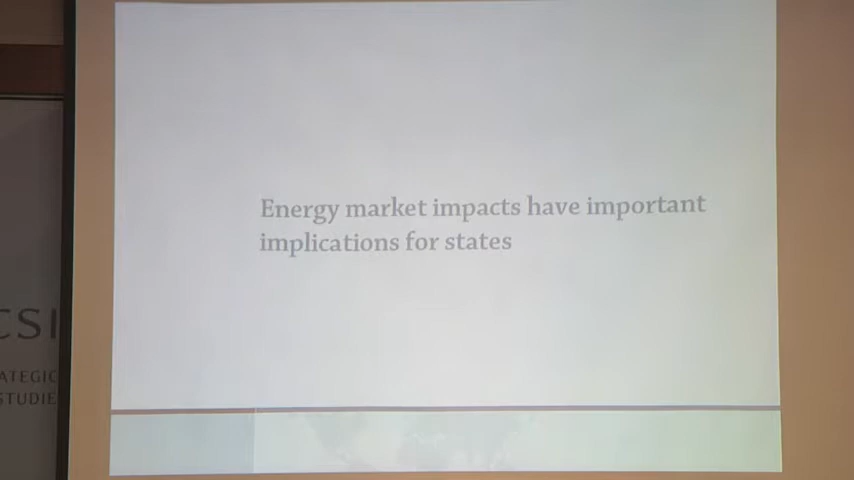 Energy market impacts have important
implications for states
CSI
ATEGIC
STUDIE